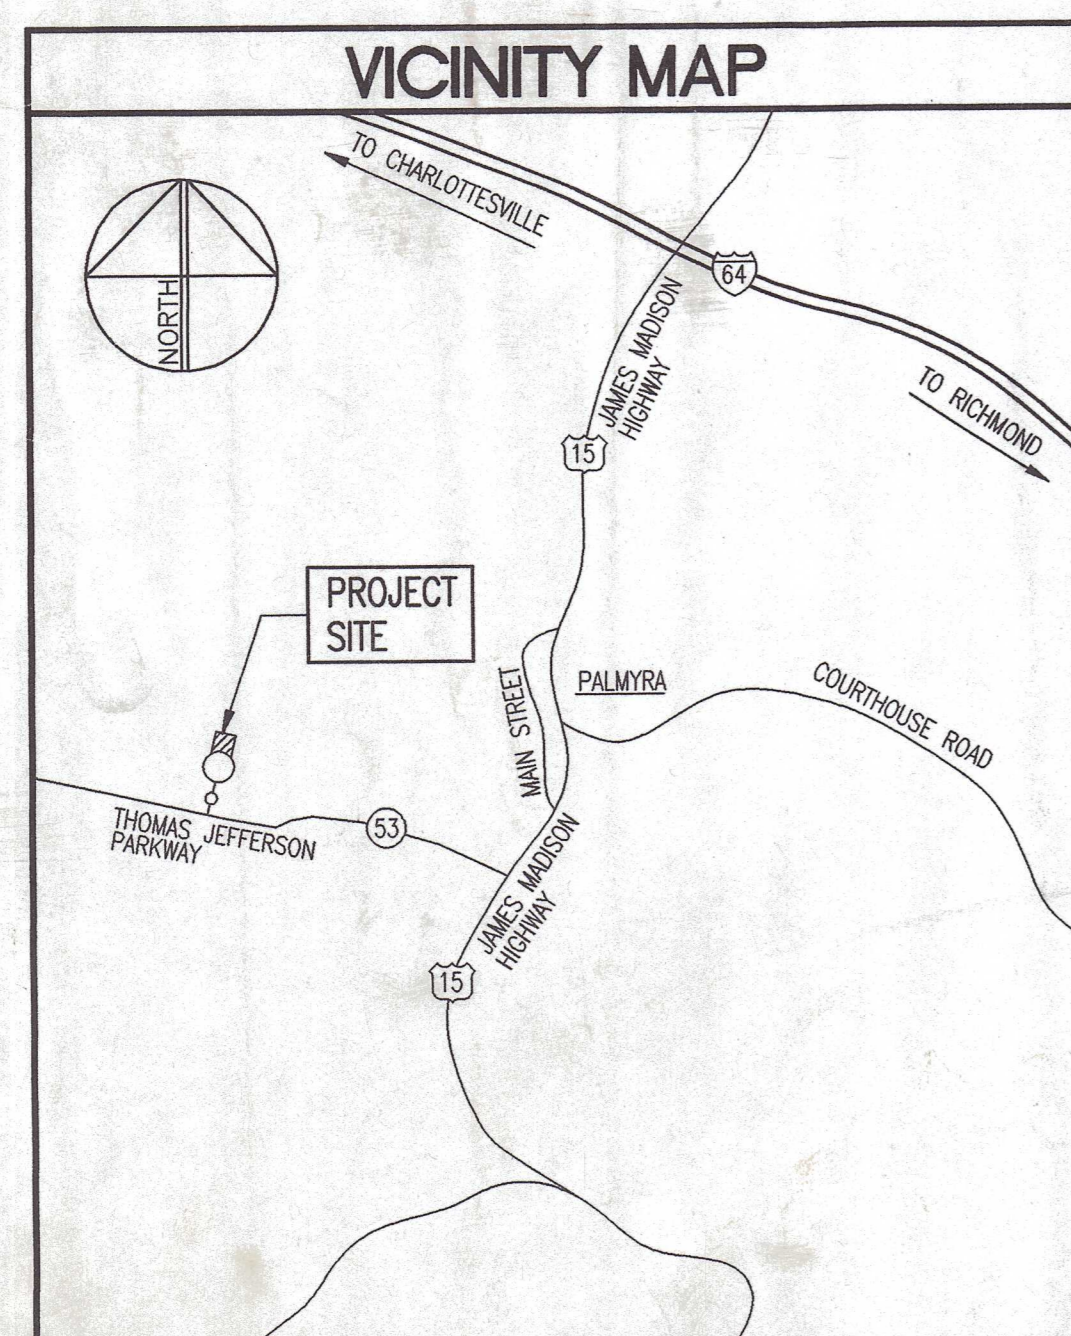 VICINITY MAP
TO CHARLOTTESVILLE
64
NORTH
JAMES MADISON
HIGHWAY
TO RICHMOND
15
PROJECT
SITE
PALMYRA
MAIN STREET
COURTHOUSE ROAD
THOMAS JEFFERSON
PARKWAY
53
JAMES MADISON
HIGHWAY
15